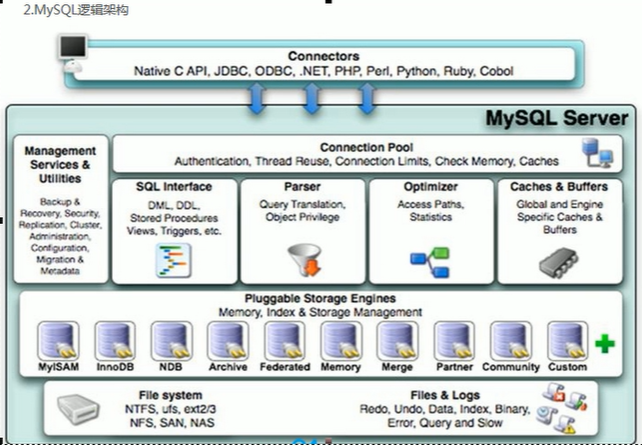 2.MySQL逻辑架构
Connectors
Native C API, JDBC, ODBC, .NET, PHP, Perl, Python, Ruby, Cobol
MySQL Server
Management
Services &
Utilities
Backup &
Recovery, Security,
Replication, Cluster,
Administration,
Configuration,
Migration &
Metadata
Connection Pool
Authentication, Thread Reuse, Connection Limits, Check Memory, Caches
SQL Interface
DML, DDL,
Stored Procedures
Views, Triggers, etc.
Parser
Query Translation,
Object Privilege
Optimizer
Access Paths,
Statistics
Caches & Buffers
Global and Engine
Specific Caches &
Buffers
Pluggable Storage Engines
Memory, Index & Storage Management
MyISAM
InnoDB
NDB
Archive
Federated
Memory
Merge
Partner
Community
Custom
File system
NTFS, ufs, ext2/3
NFS, SAN, NAS
Files & Logs
Redo, Undo, Data, Index, Binary,
Error, Query and Slow